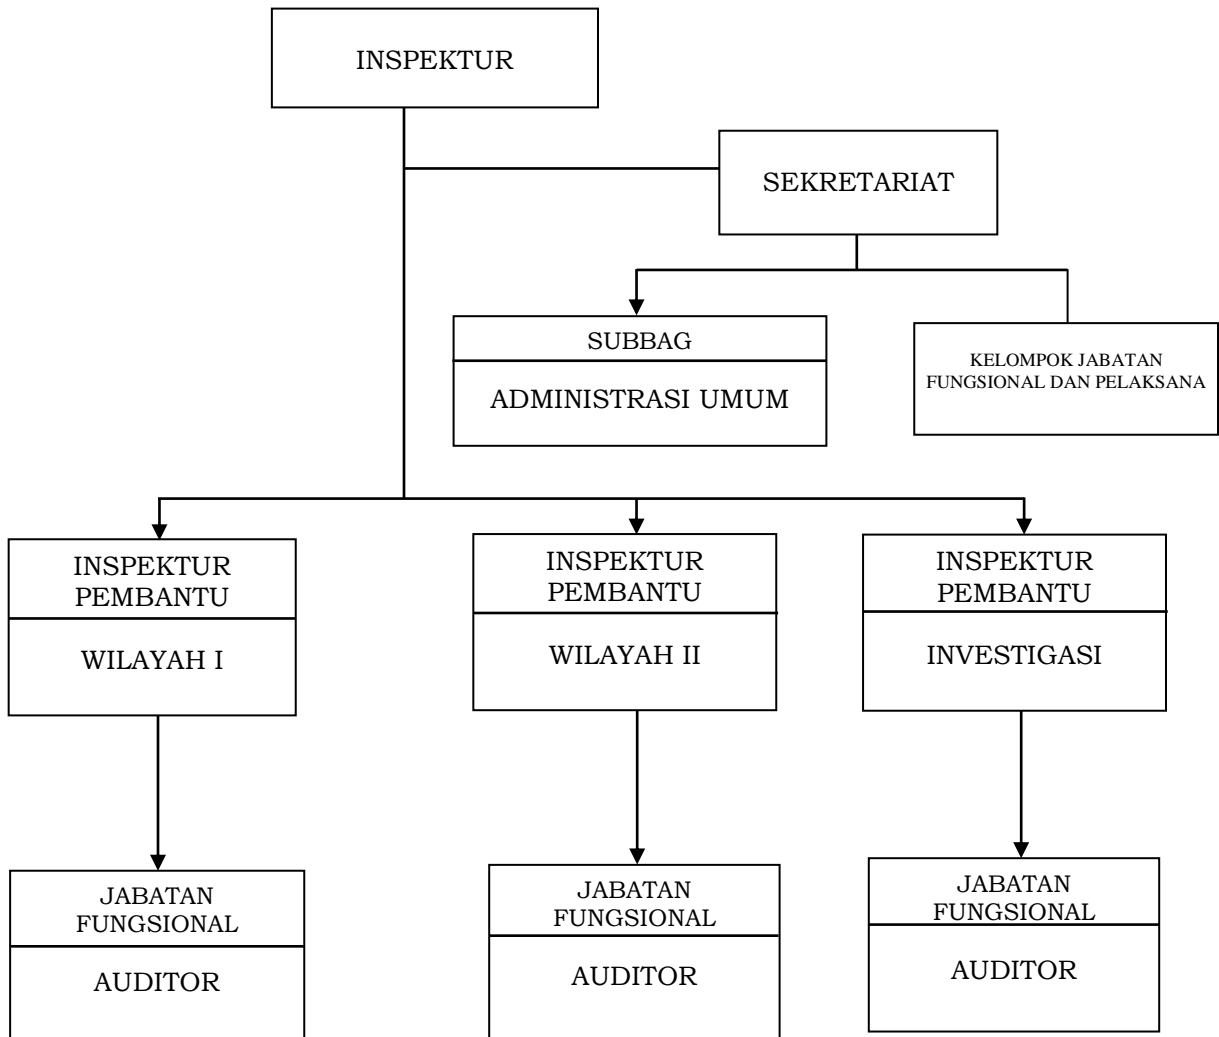 INSPEKTUR
SEKRETARIAT
SUBBAG
ADMINISTRASI UMUM
KELOMPOK JABATAN
FUNGSIONAL DAN PELAKSANA
INSPEKTUR
PEMBANTU
WILAYAH I
INSPEKTUR
PEMBANTU
WILAYAH II
INSPEKTUR
PEMBANTU
INVESTIGASI
JABATAN
FUNGSIONAL
AUDITOR
JABATAN
FUNGSIONAL
AUDITOR
JABATAN
FUNGSIONAL
AUDITOR